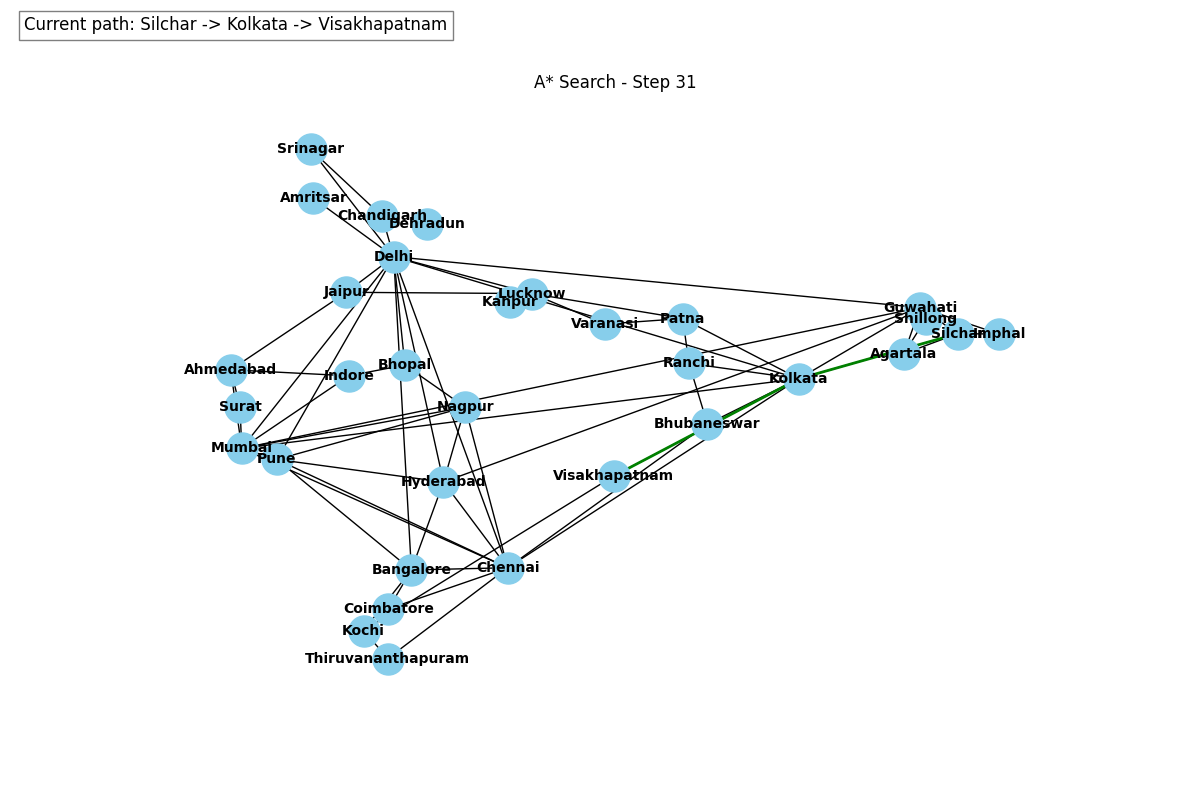 Current path: Silchar -> Kolkata -> Visakhapatnam
A* Search - Step 31
Srinagar
Amritsar
Chandigarh
Dehradun
Delhi
Jaipur
Lucknow
Kanpur
Guwahati
Shillong
Patna
Varanasi
Silchar
Imphal
Agartala
Ranchi
Bhopal
Ahmedabad
Indore
Kolkata
Surat
Nagpur
Bhubaneswar
Mumbai
Pune
Visakhapatnam
Hyderabad
Chennai
Bangalore
Coimbatore
Kochi
Thiruvananthapuram